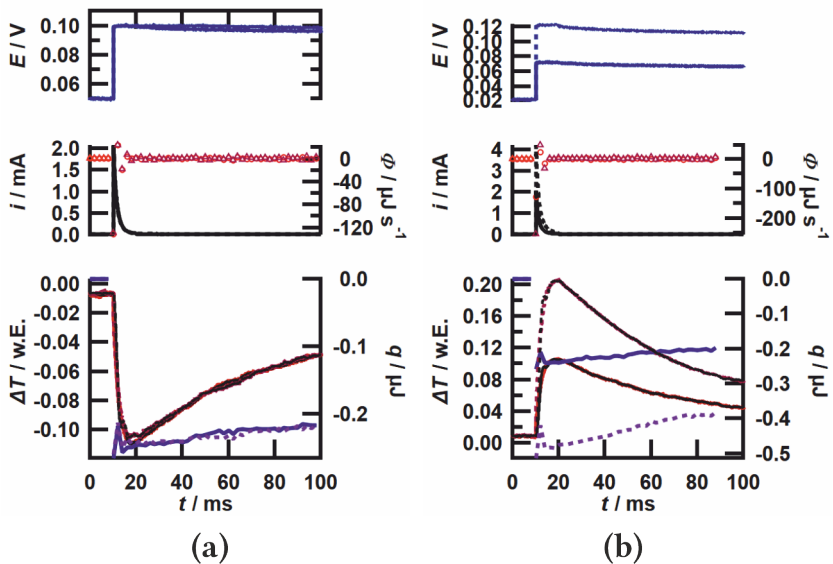 E / V
0.10
0.08
0.06
i / mA
2.0
1.5
1.0
0.5
0.0
0
-40
-80
-120
Φ / µJ s⁻¹
ΔT / w.E.
0.00
-0.02
-0.04
-0.06
-0.08
-0.10
0.0
-0.1
-0.2
q / µJ
0 20 40 60 80 100
t / ms
(a)
E / V
0.12
0.10
0.08
0.06
0.04
0.02
i / mA
4
3
2
1
0
0
-100
-200
Φ / µJ s⁻¹
ΔT / w.E.
0.20
0.16
0.12
0.08
0.04
0.00
0.0
-0.1
-0.2
-0.3
-0.4
-0.5
q / µJ
0 20 40 60 80 100
t / ms
(b)